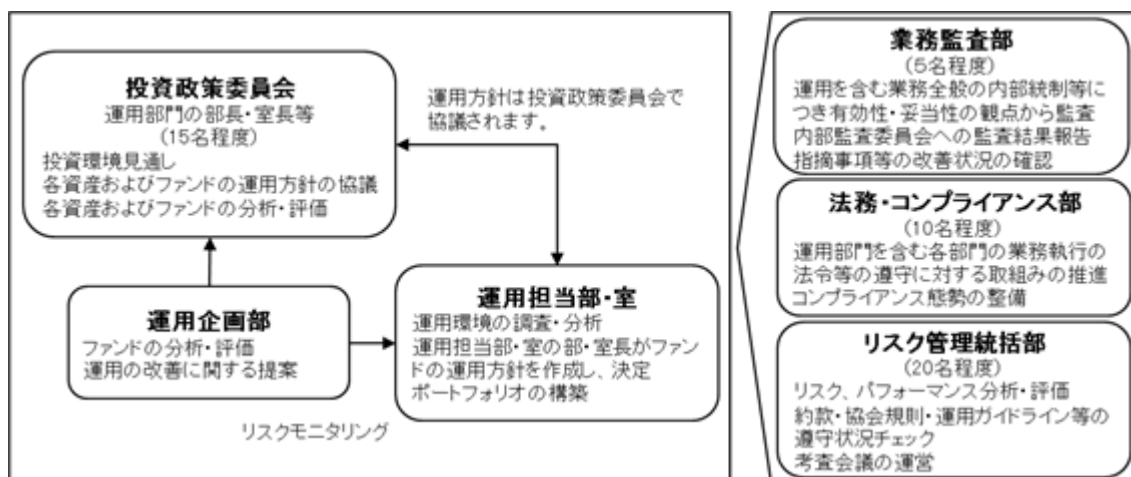 投資政策委員会
運用部門の部長・室長等
(15名程度)
投資環境見通し
各資産およびファンドの運用方針の協議
各資産およびファンドの分析・評価
運用方針は投資政策委員会で
協議されます。
運用企画部
ファンドの分析・評価
運用の改善に関する提案
運用担当部・室
運用環境の調査・分析
運用担当部・室の部・室長がファン
ドの運用方針を作成し、決定
ポートフォリオの構築
リスクモニタリング
業務監査部
(5名程度)
運用を含む業務全般の内部統制等に
つき有効性・妥当性の観点から監査
内部監査委員会への監査結果報告
指摘事項等の改善状況の確認
法務・コンプライアンス部
(10名程度)
運用部門を含む各部門の業務執行の
法令等の遵守に対する取組みの推進
コンプライアンス態勢の整備
リスク管理統括部
(20名程度)
リスク、パフォーマンス分析・評価
約款・協会規則・運用ガイドライン等の
遵守状況チェック
考査会議の運営